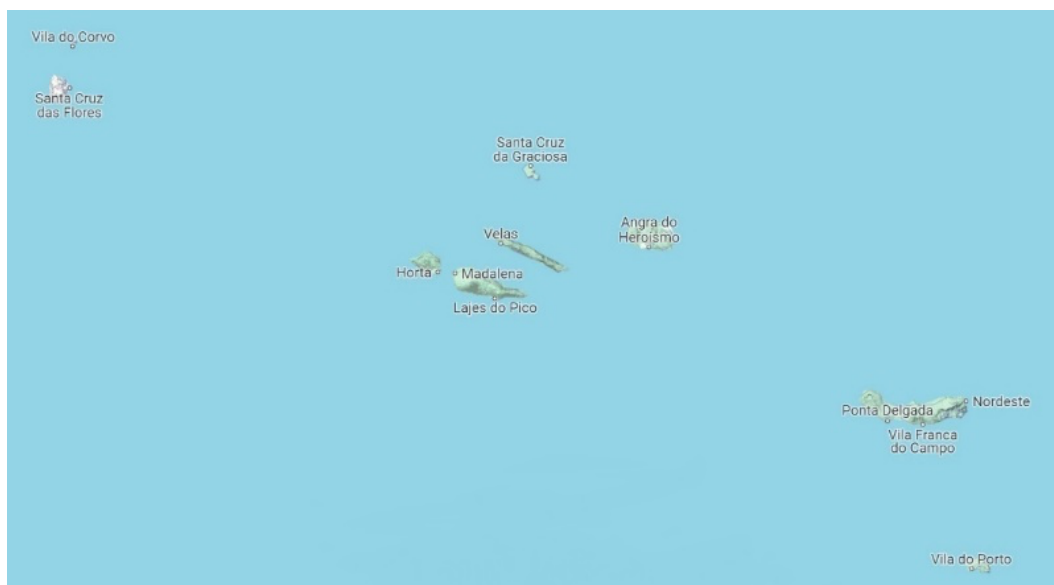 Vila do Corvo
Santa Cruz
das Flores
Santa Cruz
da Graciosa
Angra do
Heroísmo
Velas
Horta
Madalena
Lajes do Pico
Nordeste
Ponta Delgada
Vila Franca
do Campo
Vila do Porto